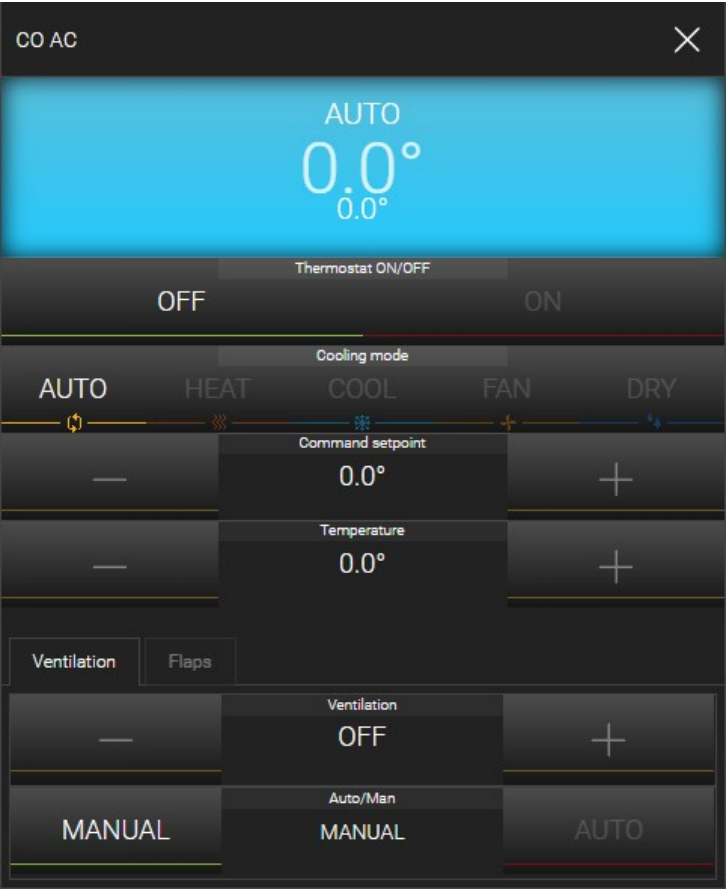 CO AC
AUTO
0.0°
0.0°
Thermostat ON/OFF
OFF ON
Cooling mode
AUTO HEAT COOL FAN DRY
Command setpoint
0.0°
Temperature
0.0°
Ventilation Flaps
Ventilation
OFF
Auto/Man
MANUAL MANUAL AUTO